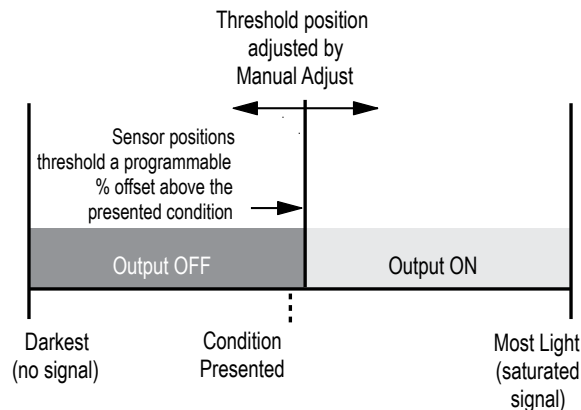 Threshold position
adjusted by
Manual Adjust
Sensor positions
threshold a programmable
% offset above the
presented condition
Output OFF
Output ON
Darkest
(no signal)
Condition
Presented
Most Light
(saturated
signal)